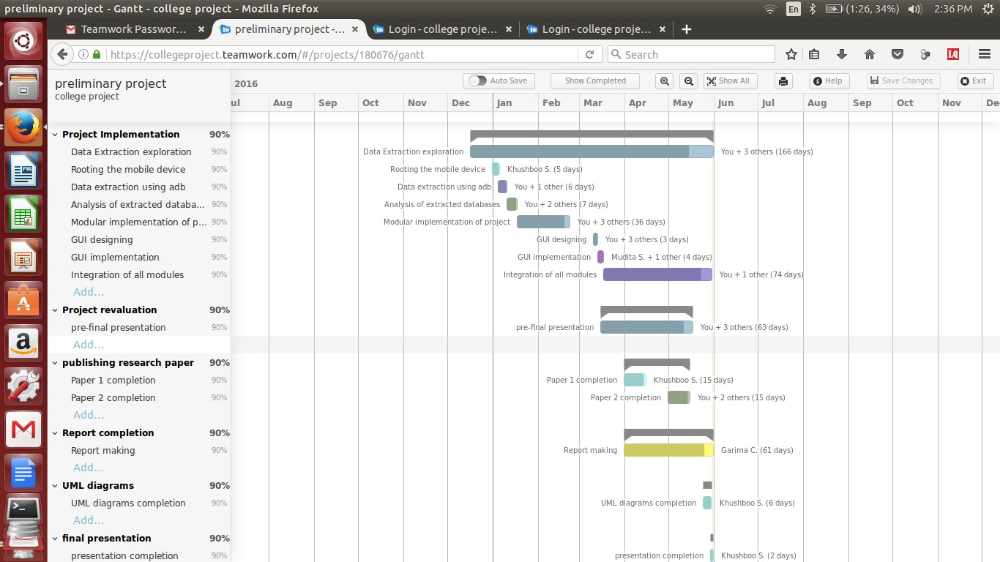 preliminary project - Gantt - college project - Mozilla Firefox
En (1:26, 34%) 2:36 PM
Teamwork Passwor... × preliminary project -... × Login - college proje... × Login - college proje... × +
https://collegeproject.teamwork.com/#/projects/180676/gantt Search LQ
preliminary project
college project
2016 Auto Save Show Completed Show All Help Save Changes Exit
ul Aug Sep Oct Nov Dec Jan Feb Mar Apr May Jun Jul Aug Sep Oct Nov De
Project Implementation 90%
Data Extraction exploration 90% Data Extraction exploration You + 3 others (166 days)
Rooting the mobile device 90% Rooting the mobile device Khushboo S. (5 days)
Data extraction using adb 90% Data extraction using adb You + 1 other (6 days)
Analysis of extracted databa... 90% Analysis of extracted databases You + 2 others (7 days)
Modular implementation of p... 90% Modular implementation of project You + 3 others (36 days)
GUI designing 90% GUI designing You + 3 others (3 days)
GUI implementation 90% GUI implementation Mudita S. + 1 other (4 days)
Integration of all modules 90% Integration of all modules You + 1 other (74 days)
Add...
Project revaluation 90%
pre-final presentation 90% pre-final presentation You + 3 others (63 days)
Add...
publishing research paper 90%
Paper 1 completion 90% Paper 1 completion Khushboo S. (15 days)
Paper 2 completion 90% Paper 2 completion You + 2 others (15 days)
Add...
Report completion 90%
Report making 90% Report making Garima C. (61 days)
Add...
UML diagrams 90%
UML diagrams completion 90% UML diagrams completion Khushboo S. (6 days)
Add...
final presentation 90%
presentation completion 90% presentation completion Khushboo S. (2 days)